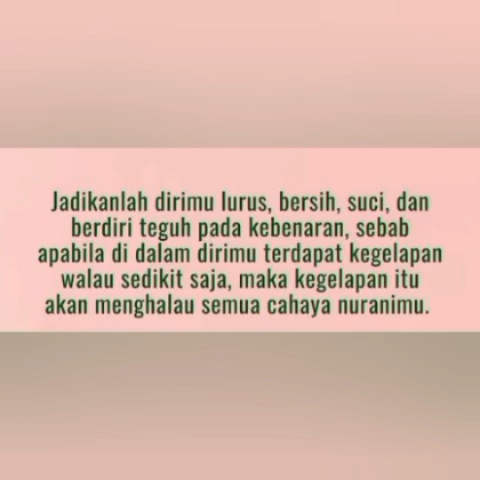 Jadikanlah dirimu lurus, bersih, suci, dan
berdiri teguh pada kebenaran, sebab
apabila di dalam dirimu terdapat kegelapan
walau sedikit saja, maka kegelapan itu
akan menghalau semua cahaya nuranimu.